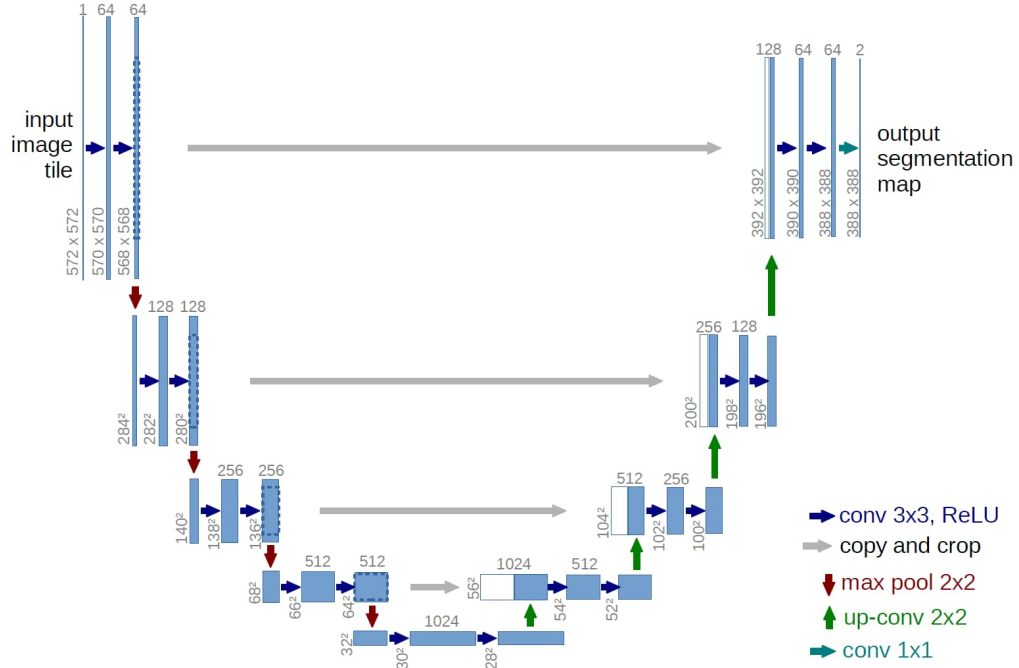 1 64 64
input
image
tile
572 x 572
570 x 570
568 x 568
128 64 64 2
output
segmentation
map
392 x 392
390 x 390
388 x 388
388 x 388
128 128
284²
282²
280²
256 128
200²
198²
196²
256 256
140²
138²
136²
512 256
104²
102²
100²
512 512
68²
66²
64²
1024 512
56²
54²
52²
1024
32²
30²
28²
conv 3x3, ReLU
copy and crop
max pool 2x2
up-conv 2x2
conv 1x1